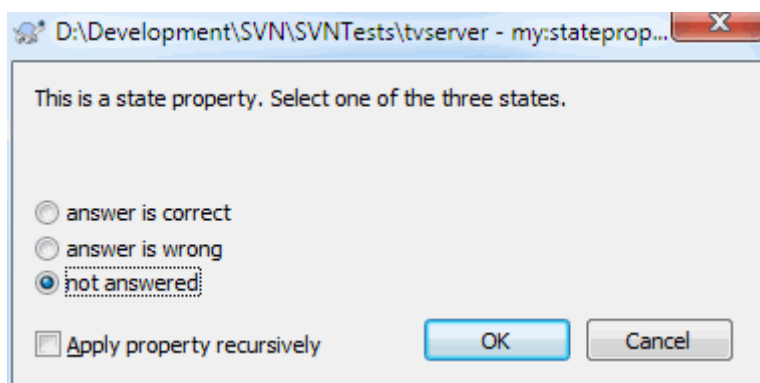 D:\Development\SVN\SVNTests\tvserver - my:stateprop...
This is a state property. Select one of the three states.
answer is correct
answer is wrong
not answered
Apply property recursively
OK
Cancel